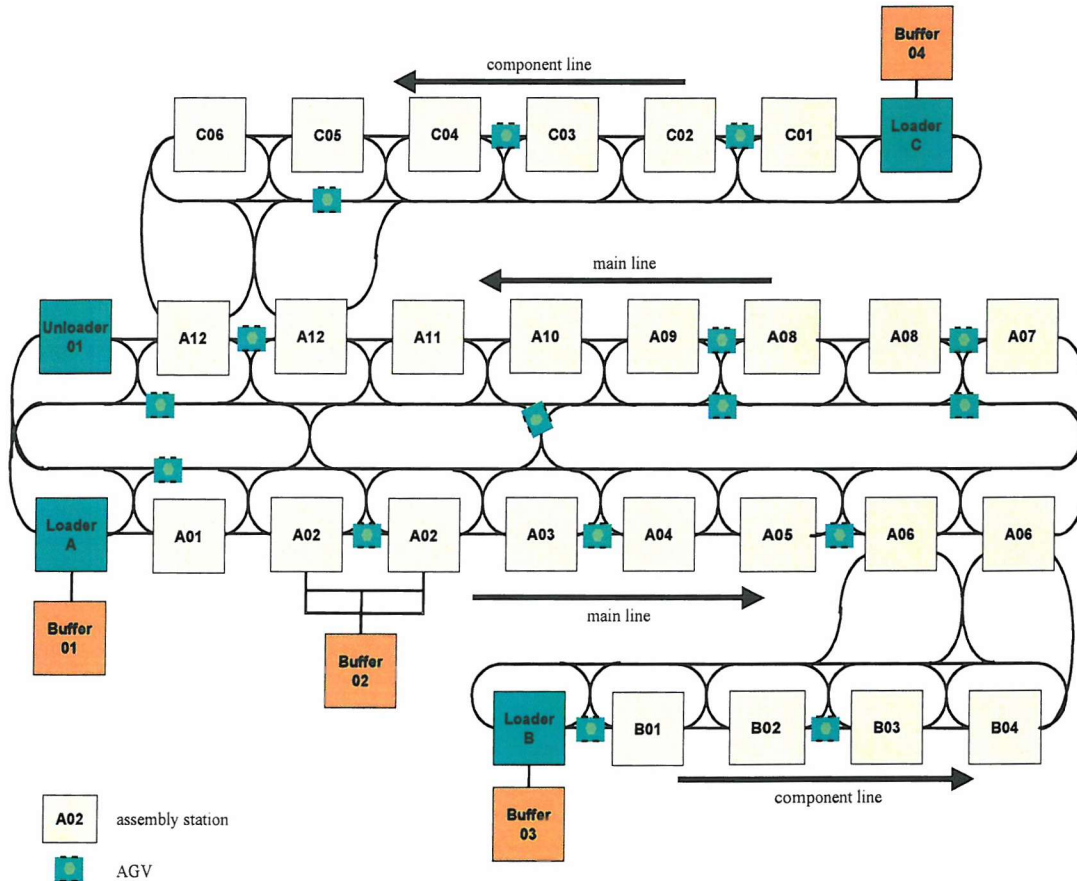 Buffer
04
component line
C06
C05
C04
C03
C02
C01
Loader
C
main line
Unloader
01
A12
A12
A11
A10
A09
A08
A08
A07
Loader
A
A01
A02
A02
A03
A04
A05
A06
A06
Buffer
01
main line
Buffer
02
Loader
B
B01
B02
B03
B04
component line
Buffer
03
A02
assembly station
AGV